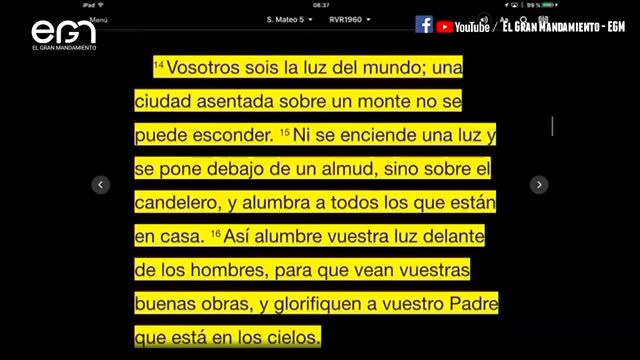 iPad
08:37
99 %
Menú
S. Mateo 5
RVR1960
Aa
EGM
EL GRAN MANDAMIENTO
YouTube / EL GRAN MANDAMIENTO - EGM
14 Vosotros sois la luz del mundo; una
ciudad asentada sobre un monte no se
puede esconder. 15 Ni se enciende una luz y
se pone debajo de un almud, sino sobre el
candelero, y alumbra a todos los que están
en casa. 16 Así alumbre vuestra luz delante
de los hombres, para que vean vuestras
buenas obras, y glorifiquen a vuestro Padre
que está en los cielos.